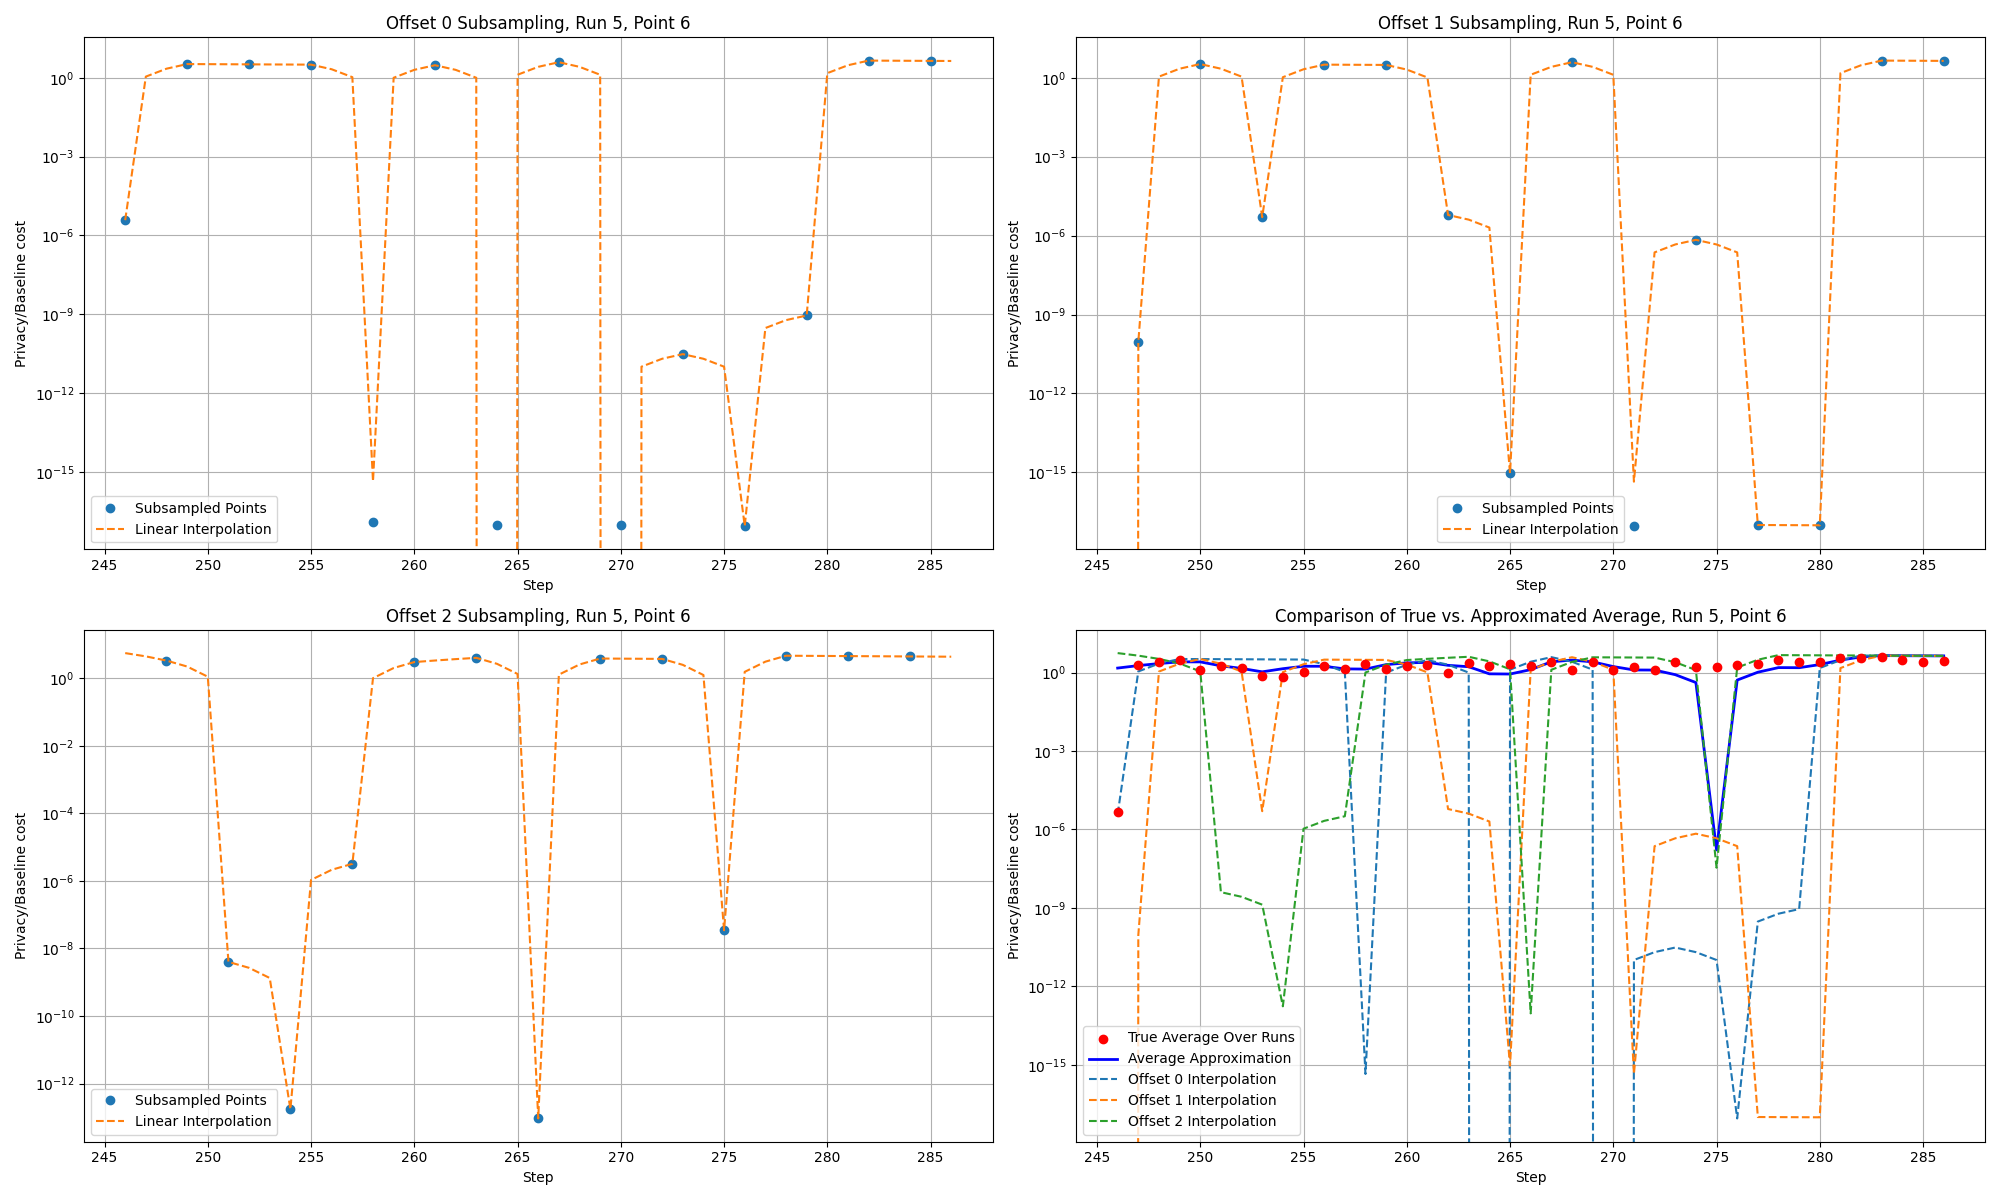 Offset 0 Subsampling, Run 5, Point 6
Privacy/Baseline cost
10^0
10^-3
10^-6
10^-9
10^-12
10^-15
Subsampled Points
Linear Interpolation
245 250 255 260 265 270 275 280 285
Step
Offset 1 Subsampling, Run 5, Point 6
Privacy/Baseline cost
10^0
10^-3
10^-6
10^-9
10^-12
10^-15
Subsampled Points
Linear Interpolation
245 250 255 260 265 270 275 280 285
Step
Offset 2 Subsampling, Run 5, Point 6
Privacy/Baseline cost
10^0
10^-2
10^-4
10^-6
10^-8
10^-10
10^-12
Subsampled Points
Linear Interpolation
245 250 255 260 265 270 275 280 285
Step
Comparison of True vs. Approximated Average, Run 5, Point 6
Privacy/Baseline cost
10^0
10^-3
10^-6
10^-9
10^-12
10^-15
True Average Over Runs
Average Approximation
Offset 0 Interpolation
Offset 1 Interpolation
Offset 2 Interpolation
245 250 255 260 265 270 275 280 285
Step